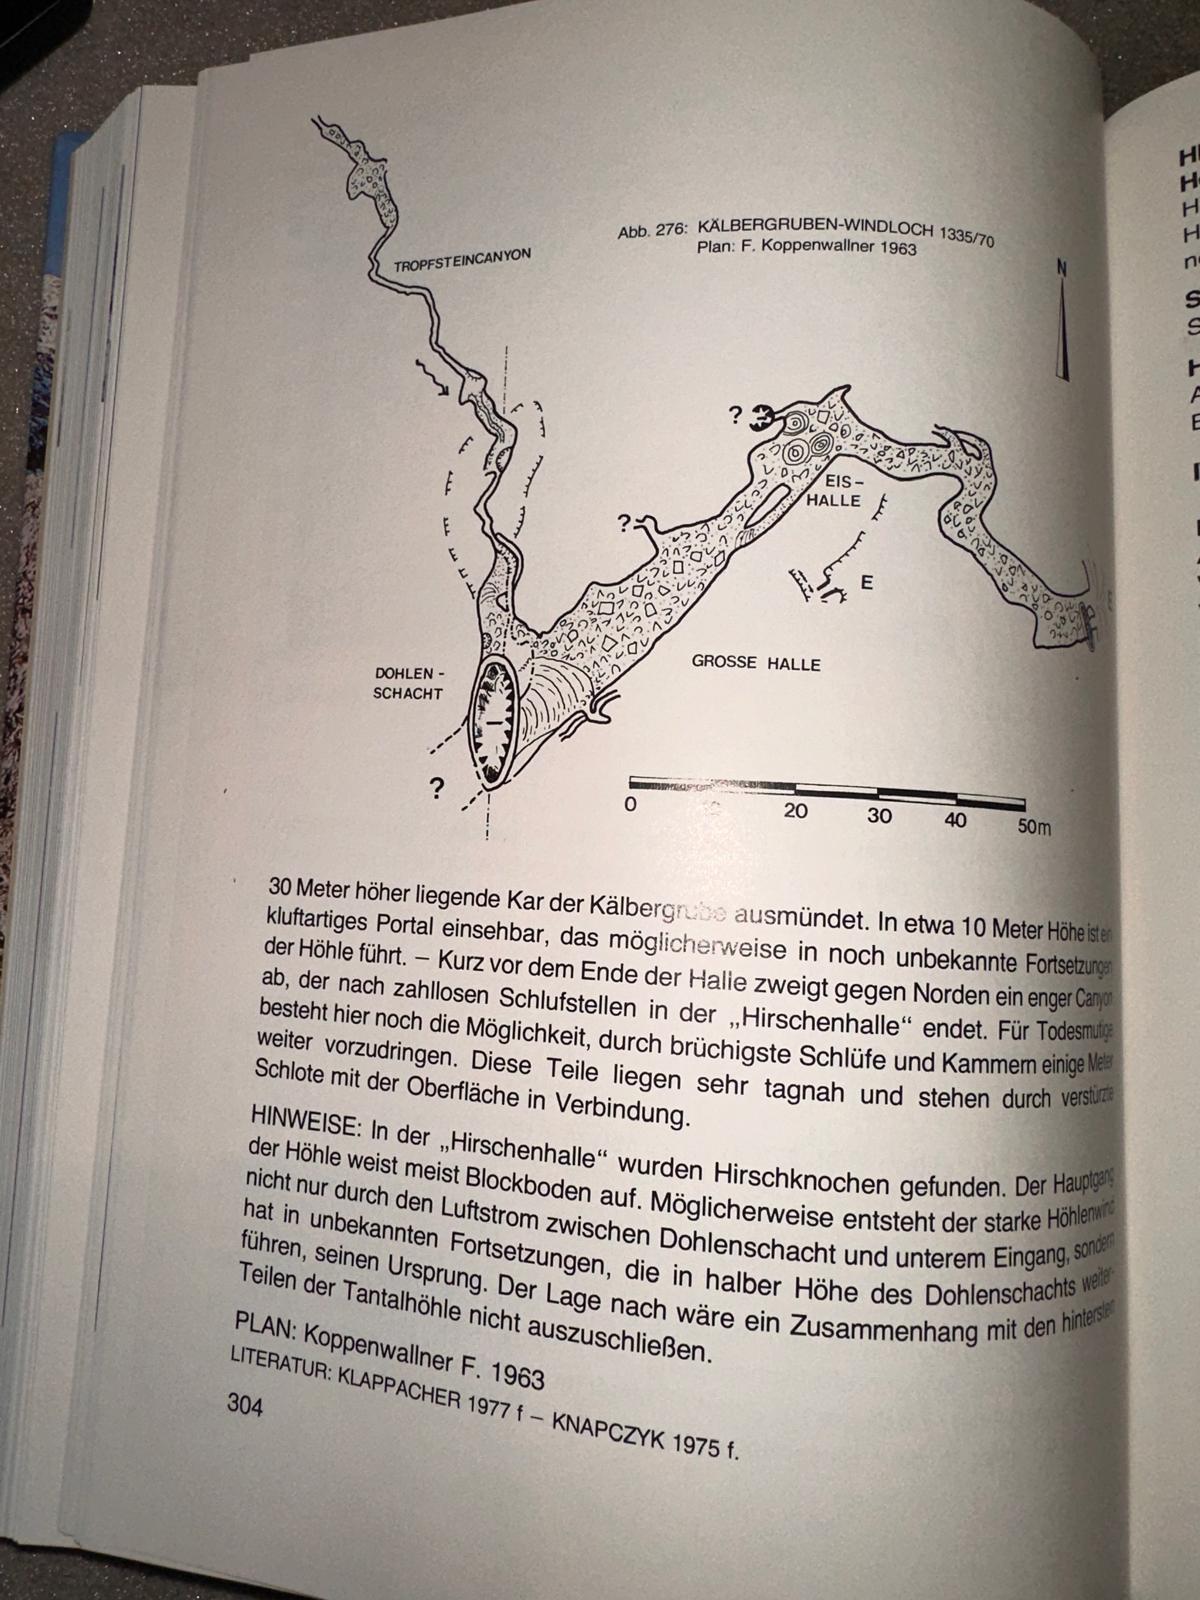 Abb. 276: KÄLBERGRUBEN-WINDLOCH 1335/70
Plan: F. Koppenwallner 1963
N
TROPFSTEINCANYON
?
EIS-
HALLE
?
E
GROSSE HALLE
DOHLEN-
SCHACHT
?
0 20 30 40 50m
30 Meter höher liegende Kar der Kälbergrube ausmündet. In etwa 10 Meter Höhe ist ein
kluftartiges Portal einsehbar, das möglicherweise in noch unbekannte Fortsetzungen
der Höhle führt. – Kurz vor dem Ende der Halle zweigt gegen Norden ein enger Canyon
ab, der nach zahllosen Schlufstellen in der „Hirschenhalle“ endet. Für Todesmutige
besteht hier noch die Möglichkeit, durch brüchigste Schlüfe und Kammern einige Meter
weiter vorzudringen. Diese Teile liegen sehr tagnah und stehen durch verstürzte
Schlote mit der Oberfläche in Verbindung.
HINWEISE: In der „Hirschenhalle“ wurden Hirschknochen gefunden. Der Hauptgang
der Höhle weist meist Blockboden auf. Möglicherweise entsteht der starke Höhlenwind
nicht nur durch den Luftstrom zwischen Dohlenschacht und unterem Eingang, sondern
hat in unbekannten Fortsetzungen, die in halber Höhe des Dohlenschachts weiter-
führen, seinen Ursprung. Der Lage nach wäre ein Zusammenhang mit den hintersten
Teilen der Tantalhöhle nicht auszuschließen.
PLAN: Koppenwallner F. 1963
LITERATUR: KLAPPACHER 1977 f – KNAPCZYK 1975 f.
304